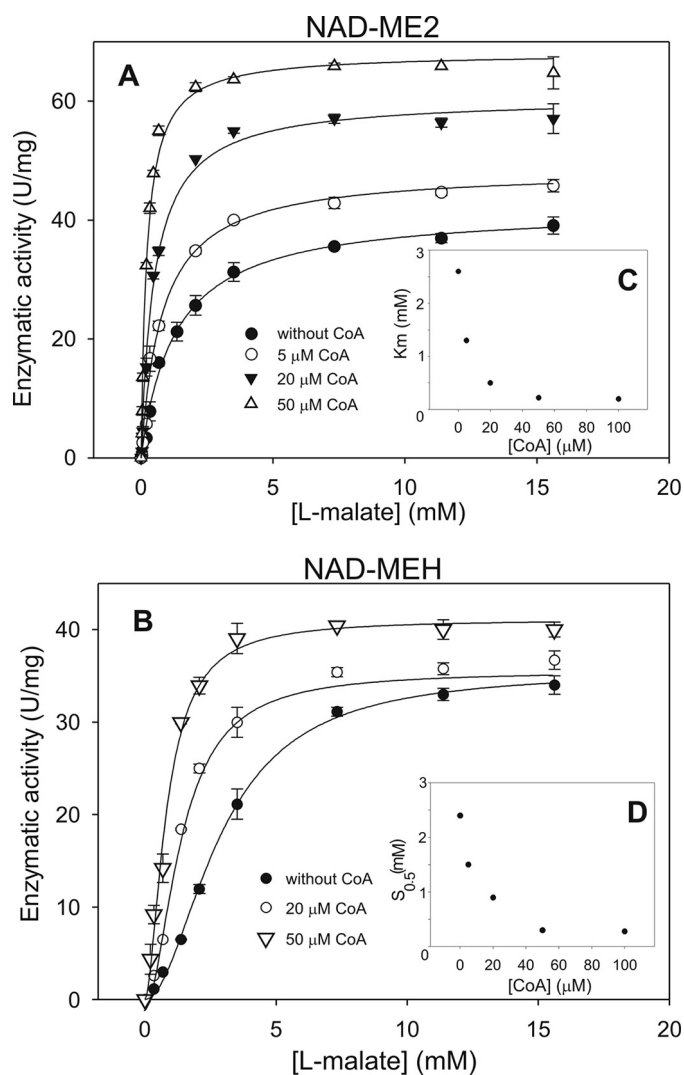 NAD-ME2
A
Enzymatic activity (U/mg)
60
40
20
0
without CoA
5 μM CoA
20 μM CoA
50 μM CoA
C
Km (mM)
3
2
1
0
0 20 40 60 80 100
[CoA] (μM)
0 5 10 15 20
[L-malate] (mM)
NAD-MEH
B
Enzymatic activity (U/mg)
40
30
20
10
0
without CoA
20 μM CoA
50 μM CoA
D
S0.5(mM)
3
2
1
0
0 20 40 60 80 100
[CoA] (μM)
0 5 10 15 20
[L-malate] (mM)